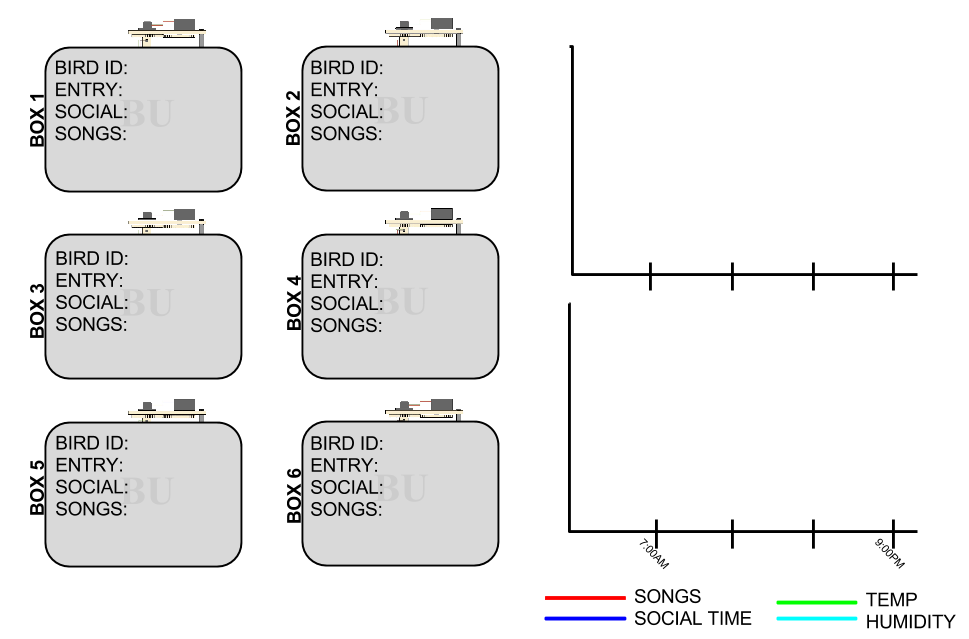 BOX 1
BIRD ID:
ENTRY:
SOCIAL:
SONGS:
BU
BOX 2
BIRD ID:
ENTRY:
SOCIAL:
SONGS:
BU
BOX 3
BIRD ID:
ENTRY:
SOCIAL:
SONGS:
BU
BOX 4
BIRD ID:
ENTRY:
SOCIAL:
SONGS:
BU
BOX 5
BIRD ID:
ENTRY:
SOCIAL:
SONGS:
BU
BOX 6
BIRD ID:
ENTRY:
SOCIAL:
SONGS:
BU
7:00AM
9:00PM
SONGS
SOCIAL TIME
TEMP
HUMIDITY